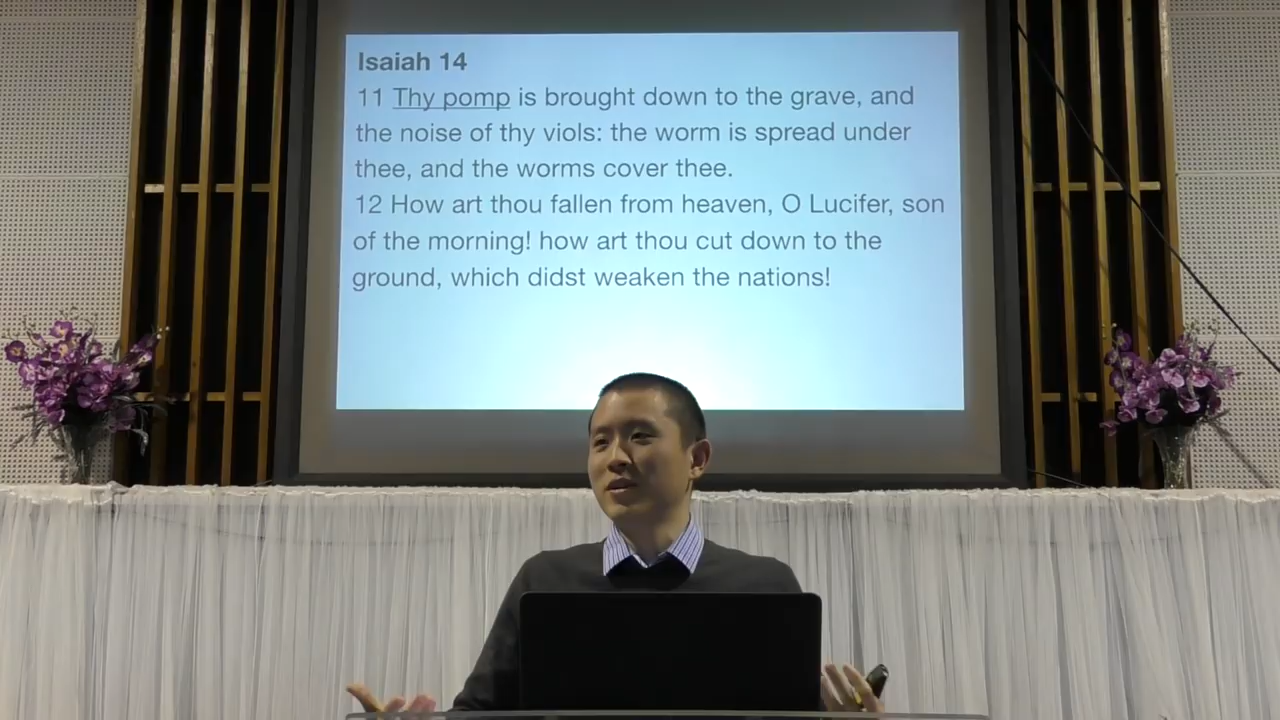 Isaiah 14
11 Thy pomp is brought down to the grave, and
the noise of thy viols: the worm is spread under
thee, and the worms cover thee.
12 How art thou fallen from heaven, O Lucifer, son
of the morning! how art thou cut down to the
ground, which didst weaken the nations!